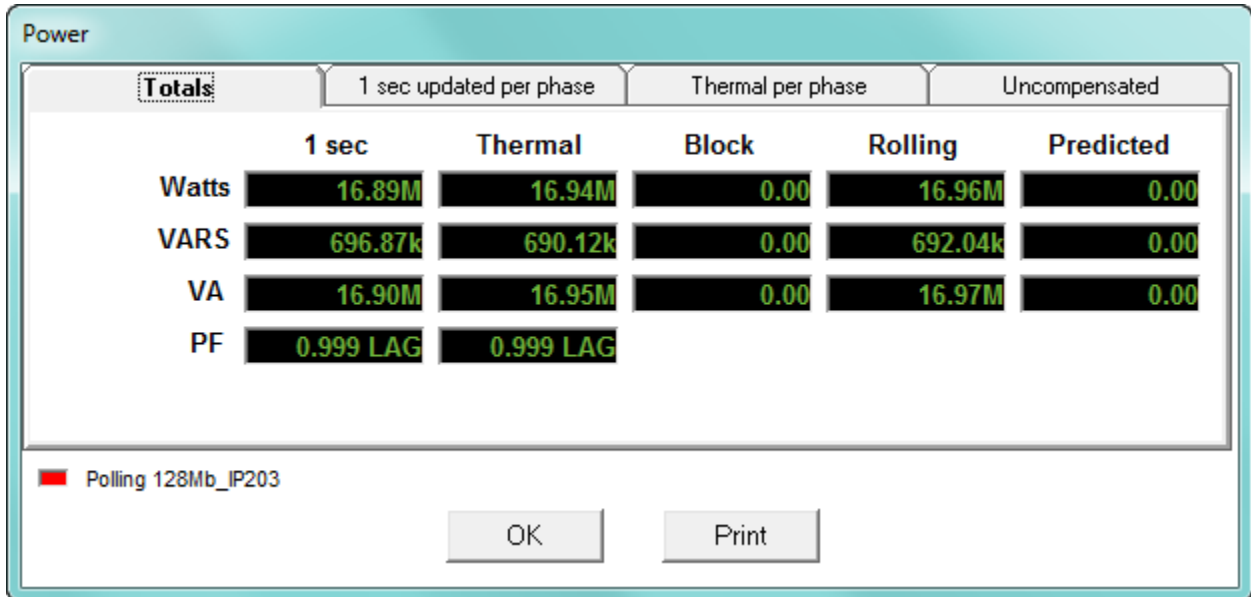 Power
Totals 1 sec updated per phase Thermal per phase Uncompensated
1 sec Thermal Block Rolling Predicted
Watts 16.89M 16.94M 0.00 16.96M 0.00
VARS 696.87k 690.12k 0.00 692.04k 0.00
VA 16.90M 16.95M 0.00 16.97M 0.00
PF 0.999 LAG 0.999 LAG
Polling 128Mb_IP203
OK Print